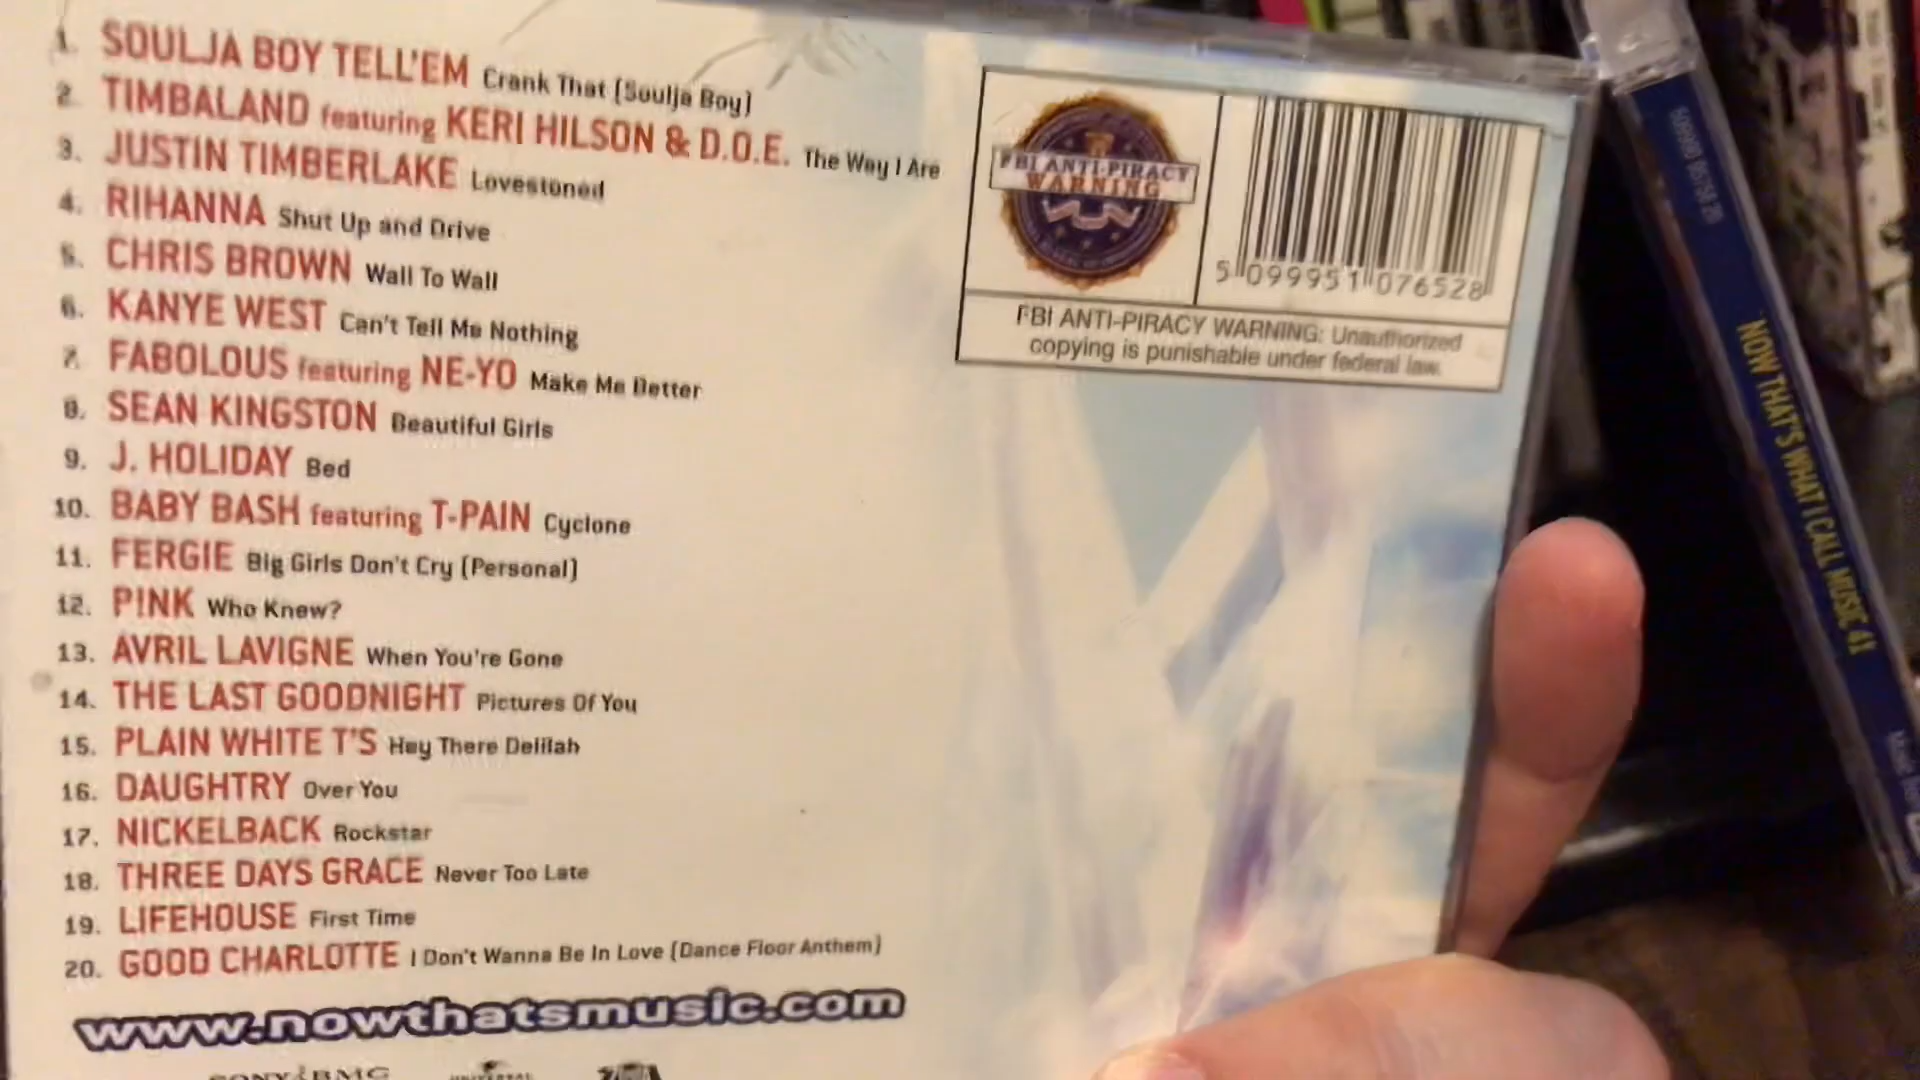 1. SOULJA BOY TELL'EM Crank That (Soulja Boy)
2. TIMBALAND featuring KERI HILSON & D.O.E. The Way I Are
3. JUSTIN TIMBERLAKE Lovestoned
4. RIHANNA Shut Up and Drive
5. CHRIS BROWN Wall To Wall
6. KANYE WEST Can't Tell Me Nothing
7. FABOLOUS featuring NE-YO Make Me Better
8. SEAN KINGSTON Beautiful Girls
9. J. HOLIDAY Bed
10. BABY BASH featuring T-PAIN Cyclone
11. FERGIE Big Girls Don't Cry (Personal)
12. P!NK Who Knew?
13. AVRIL LAVIGNE When You're Gone
14. THE LAST GOODNIGHT Pictures Of You
15. PLAIN WHITE T'S Hey There Delilah
16. DAUGHTRY Over You
17. NICKELBACK Rockstar
18. THREE DAYS GRACE Never Too Late
19. LIFEHOUSE First Time
20. GOOD CHARLOTTE I Don't Wanna Be In Love (Dance Floor Anthem)
www.nowthatsmusic.com
SONY BMG
UNIVERSAL
FBI ANTI-PIRACY
WARNING
5 099951 076528
FBI ANTI-PIRACY WARNING: Unauthorized
copying is punishable under federal law.
NOW THAT'S WHAT I CALL MUSIC 41